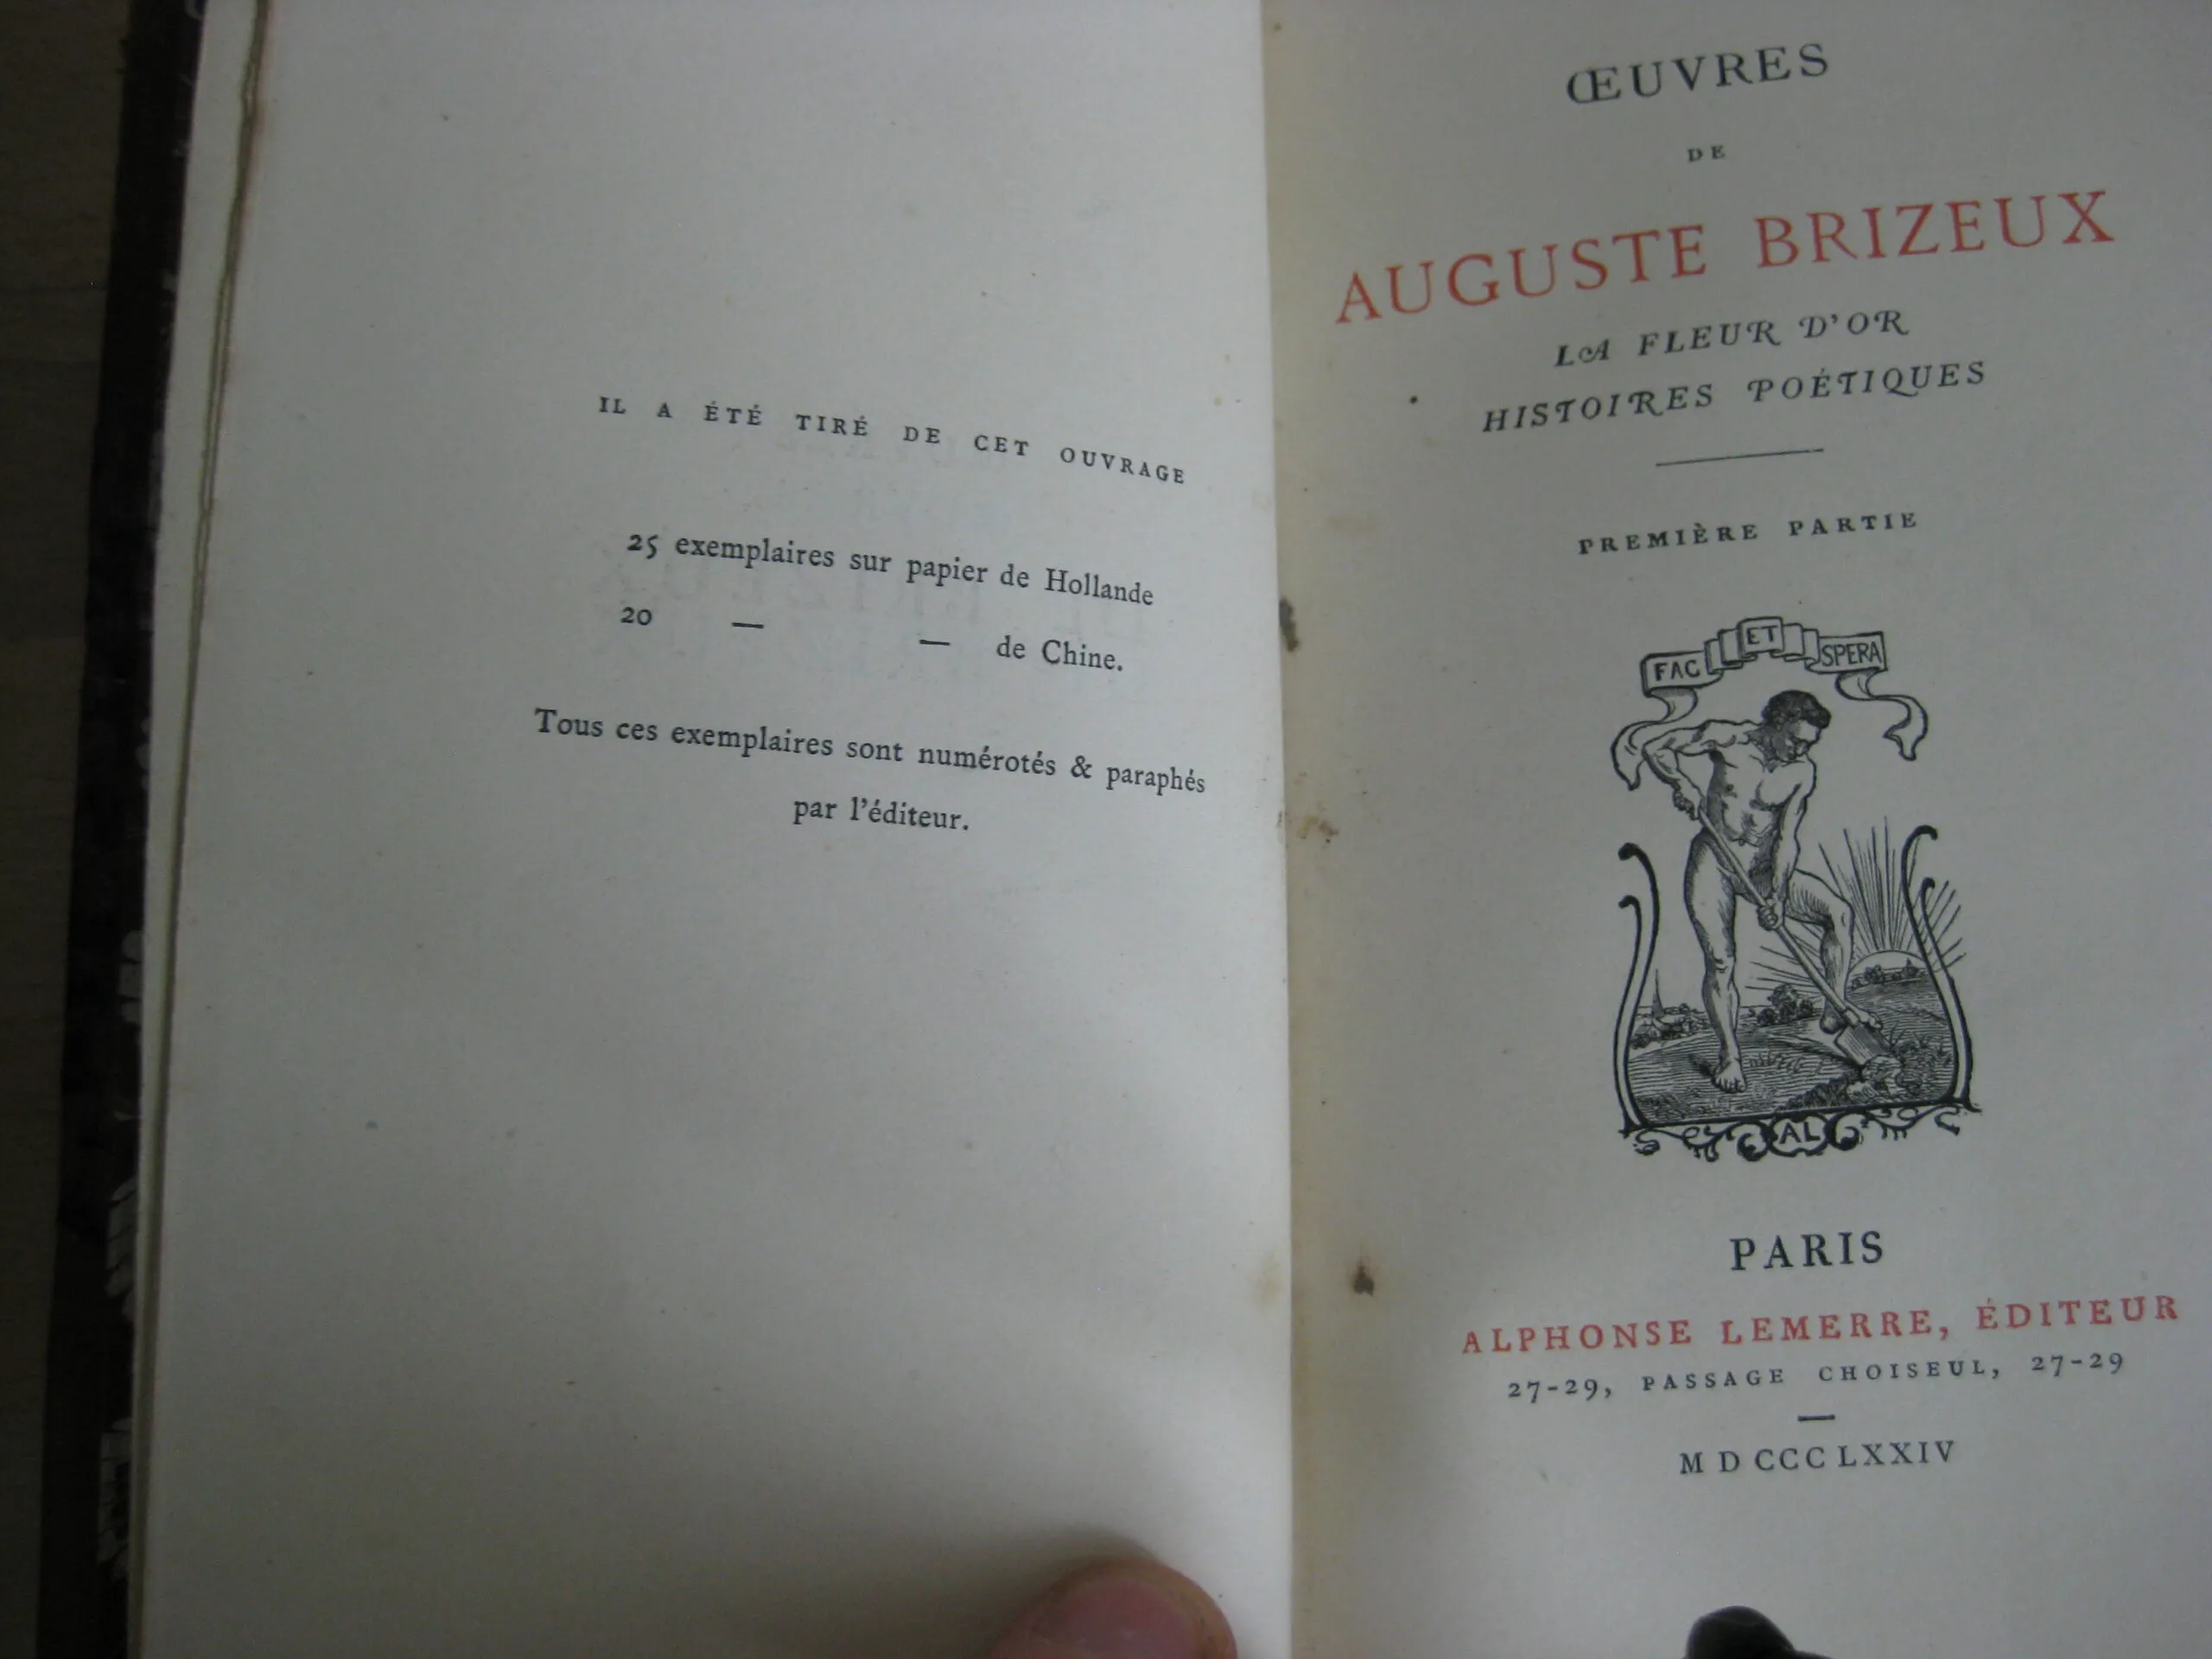 IL A ÉTÉ TIRÉ DE CET OUVRAGE
25 exemplaires sur papier de Hollande
20 — — de Chine.
Tous ces exemplaires sont numérotés & paraphés
par l'éditeur.
ŒUVRES
DE
AUGUSTE BRIZEUX
LA FLEUR D'OR
HISTOIRES POÉTIQUES
PREMIÈRE PARTIE
FAC ET SPERA
AL
PARIS
ALPHONSE LEMERRE, ÉDITEUR
27-29, PASSAGE CHOISEUL, 27-29
M D CCC LXXIV